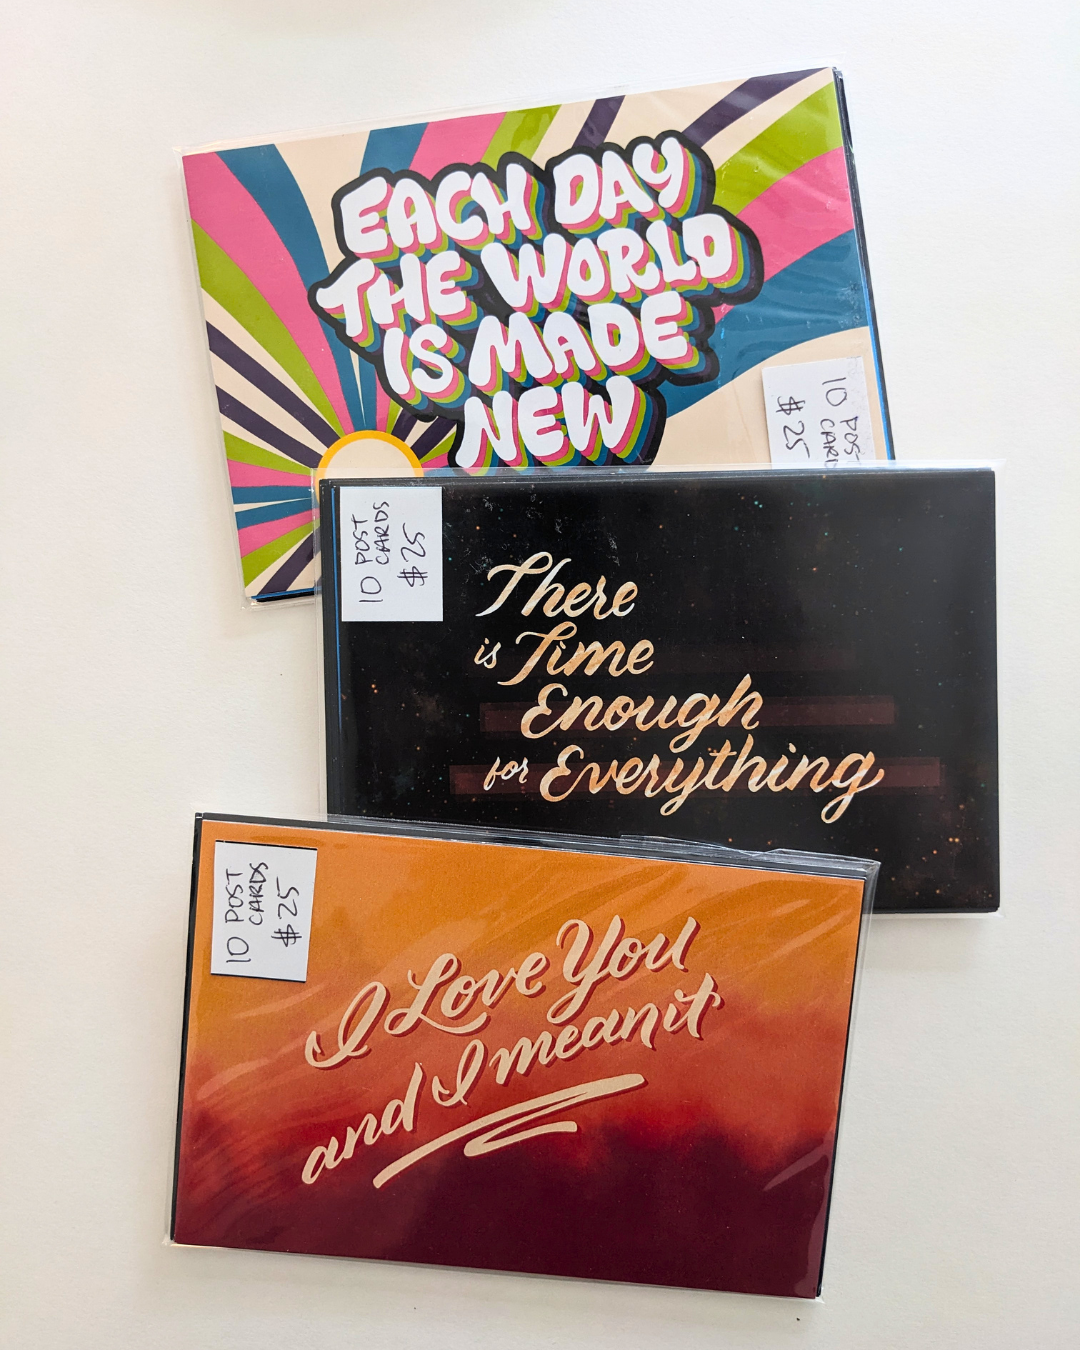 EACH DAY
THE WORLD
IS MADE
NEW
10 POST
CARD
$25
10 POST
CARDS
$25
There
is Time
Enough
for Everything
10 POST
CARDS
$25
I Love You
and I mean it